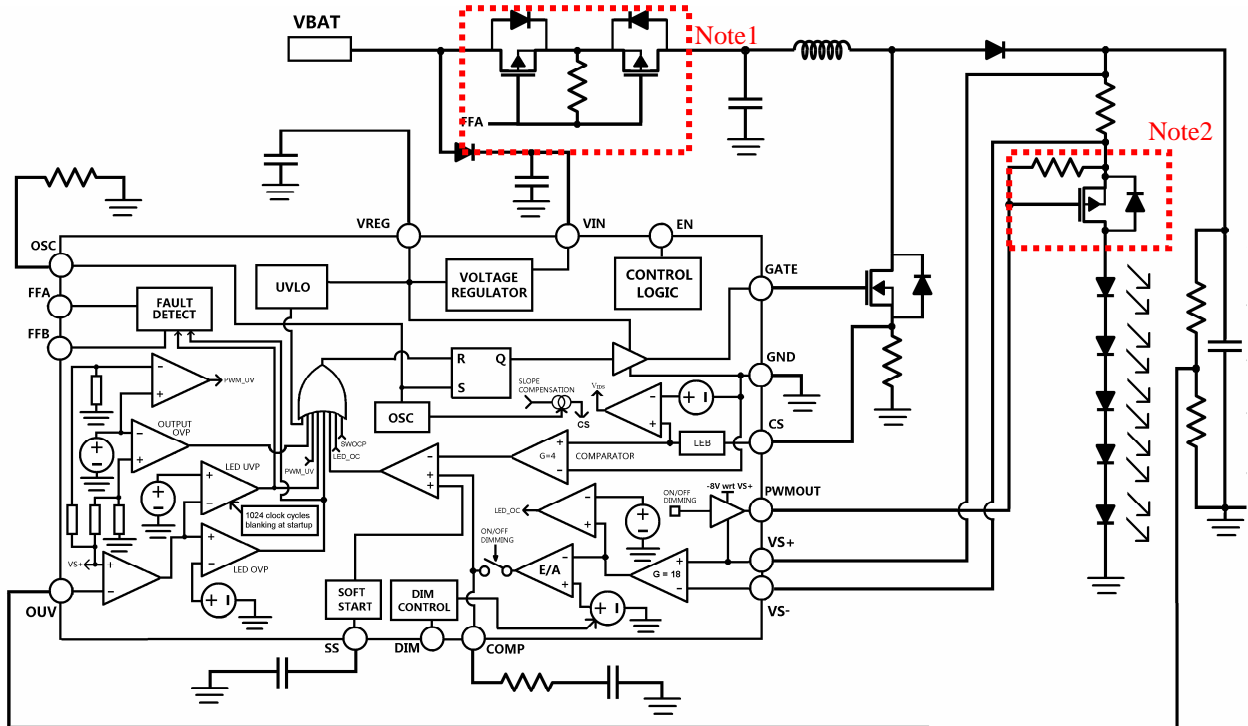 VBAT
Note1
FFA
Note2
VREG
VIN
EN
OSC
GATE
UVLO
VOLTAGE
REGULATOR
CONTROL
LOGIC
FFA
FAULT
DETECT
FFB
R
Q
S
GND
PWM_UV
SLOPE
COMPENSATION
OSC
CS
CS
OUTPUT
OVP
SWOCP
LED_OC
PWM_UV
G=4
COMPARATOR
LEB
LED UVP
-8V wrt VS+
ON/OFF
DIMMING
PWMOUT
1024 clock cycles
blanking at startup
LED_OC
ON/OFF
DIMMING
VS+
VS+
LED OVP
E/A
G = 18
OUV
SOFT
START
DIM
CONTROL
VS-
SS
DIM
COMP